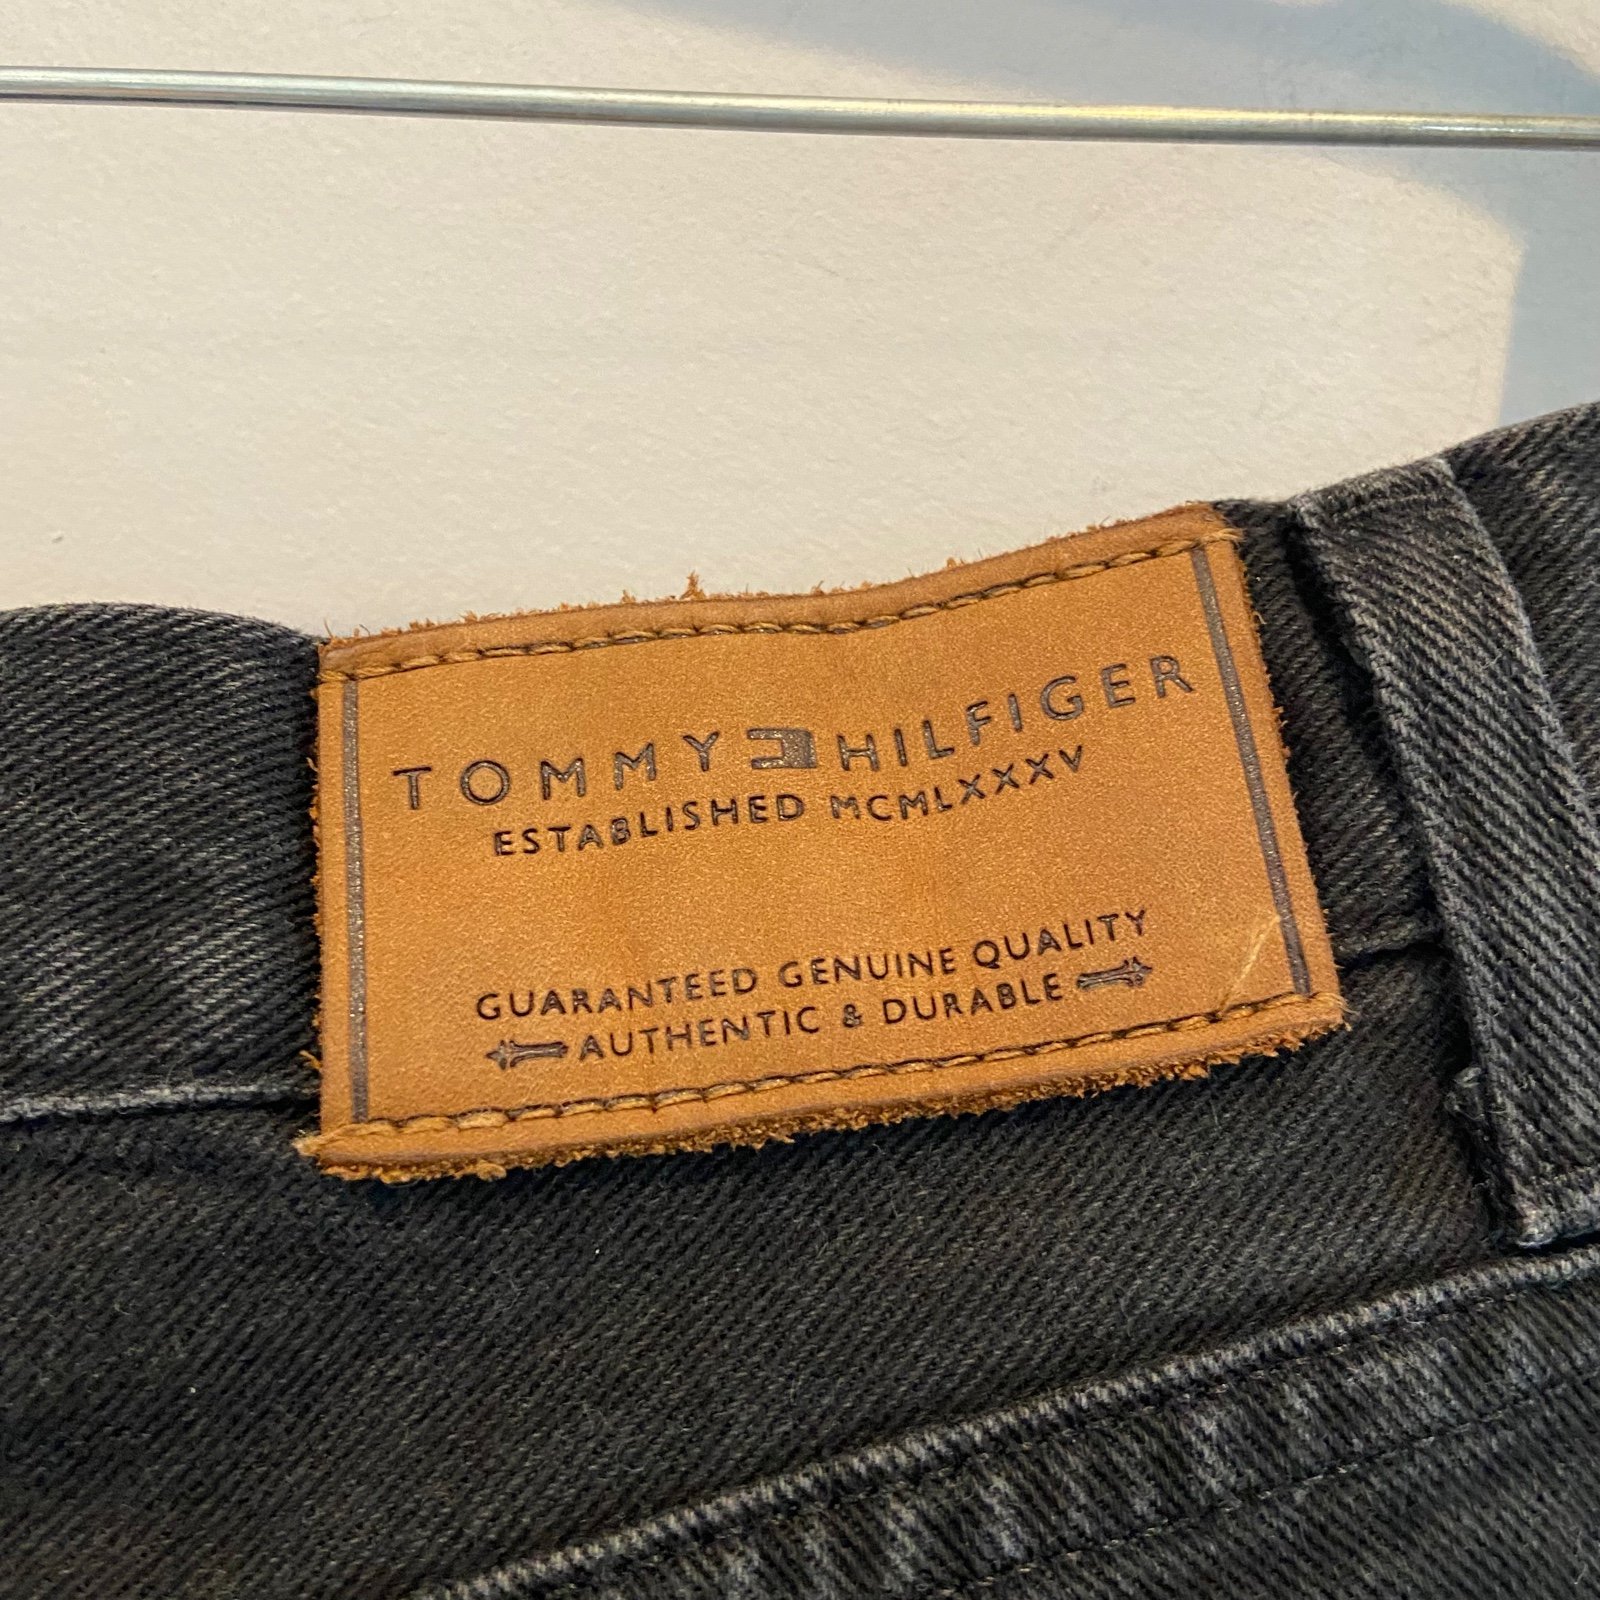 TOMMY HILFIGER
ESTABLISHED MCMLXXXV
GUARANTEED GENUINE QUALITY
AUTHENTIC & DURABLE